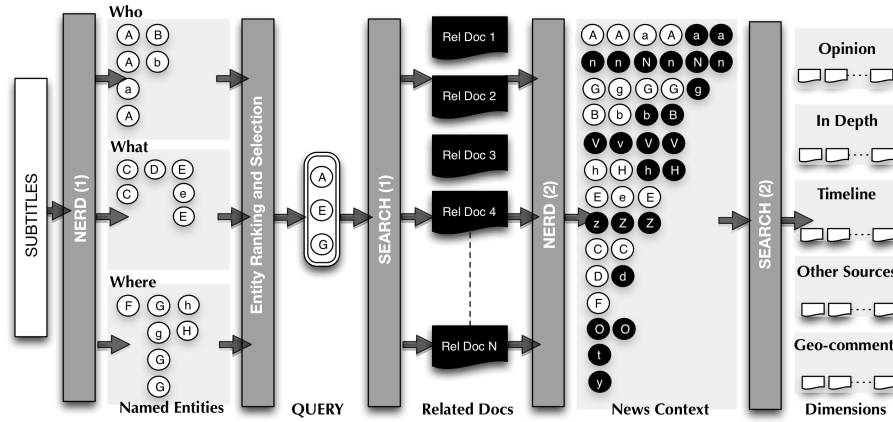 SUBTITLES
NERD (1)
Who
A B
A b
a
A
What
C D E
C e
E
Where
F G h
g H
G
G
Named Entities
Entity Ranking and Selection
A
E
G
QUERY
SEARCH (1)
Rel Doc 1
Rel Doc 2
Rel Doc 3
Rel Doc 4
Rel Doc N
Related Docs
NERD (2)
A A a A a a
n n N n N n
G g G G g
B b b B
V v V V
h H h H
E e E
z Z Z
C C
D d
F
O O
t
y
News Context
SEARCH (2)
Opinion
In Depth
Timeline
Other Sources
Geo-comment
Dimensions